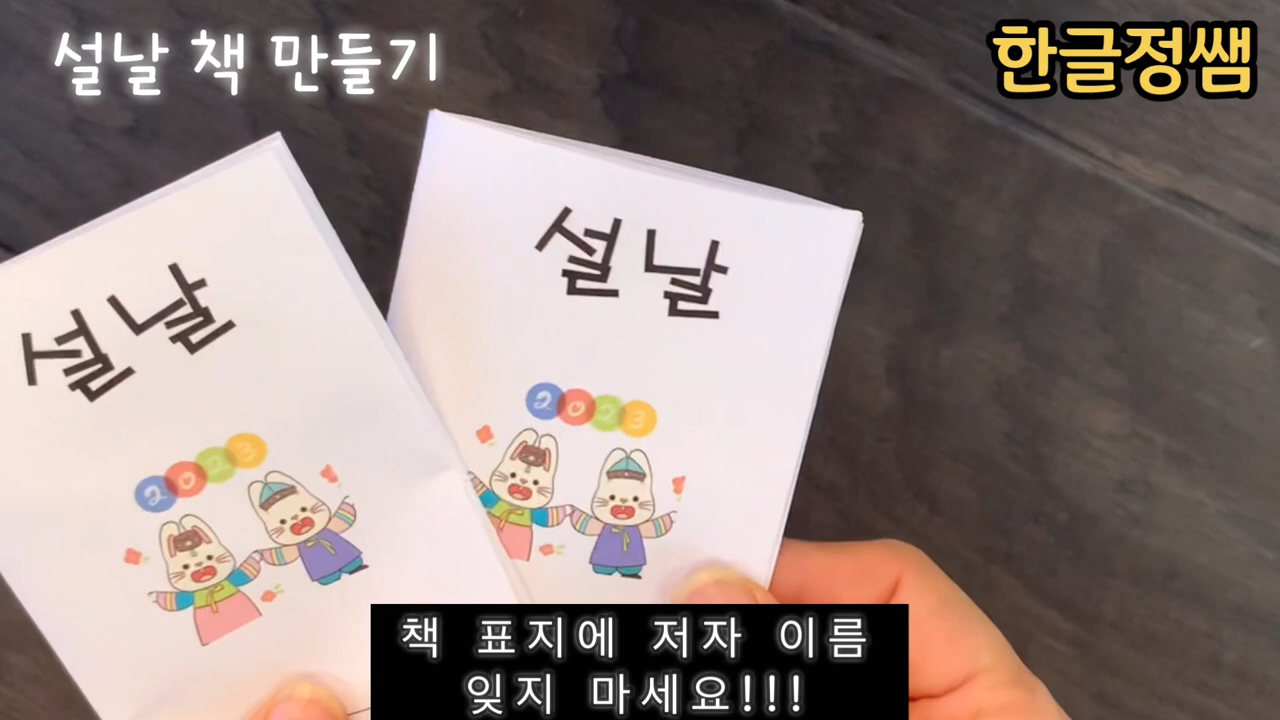 설날 책 만들기
한글정쌤
설날
2023
설날
2023
책 표지에 저자 이름
잊지 마세요!!!